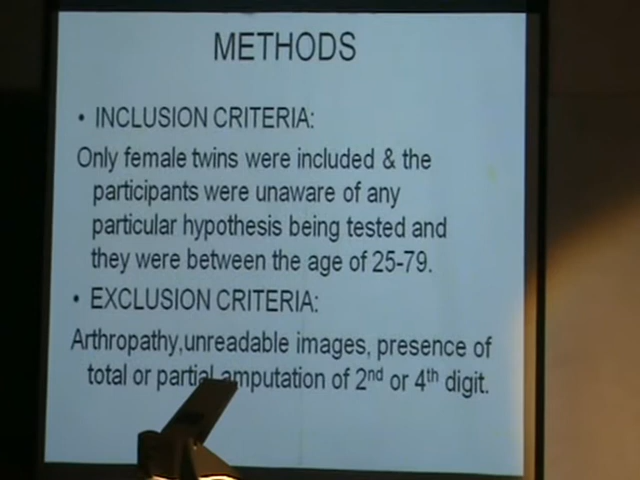 METHODS
• INCLUSION CRITERIA:
Only female twins were included & the
participants were unaware of any
particular hypothesis being tested and
they were between the age of 25-79.
• EXCLUSION CRITERIA:
Arthropathy,unreadable images, presence of
total or partial amputation of 2nd or 4th digit.